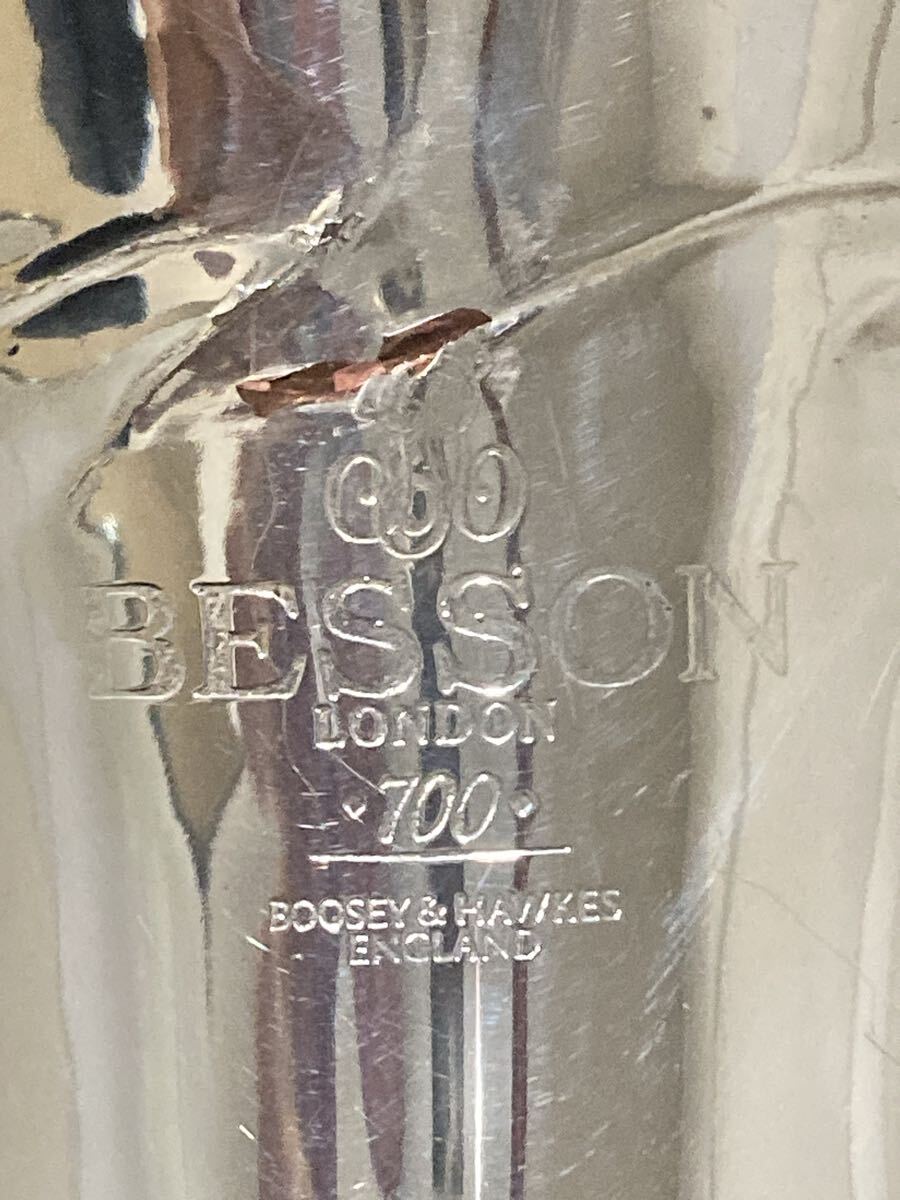 BESSON
LONDON
·700·
BOOSEY & HAWKES
ENGLAND